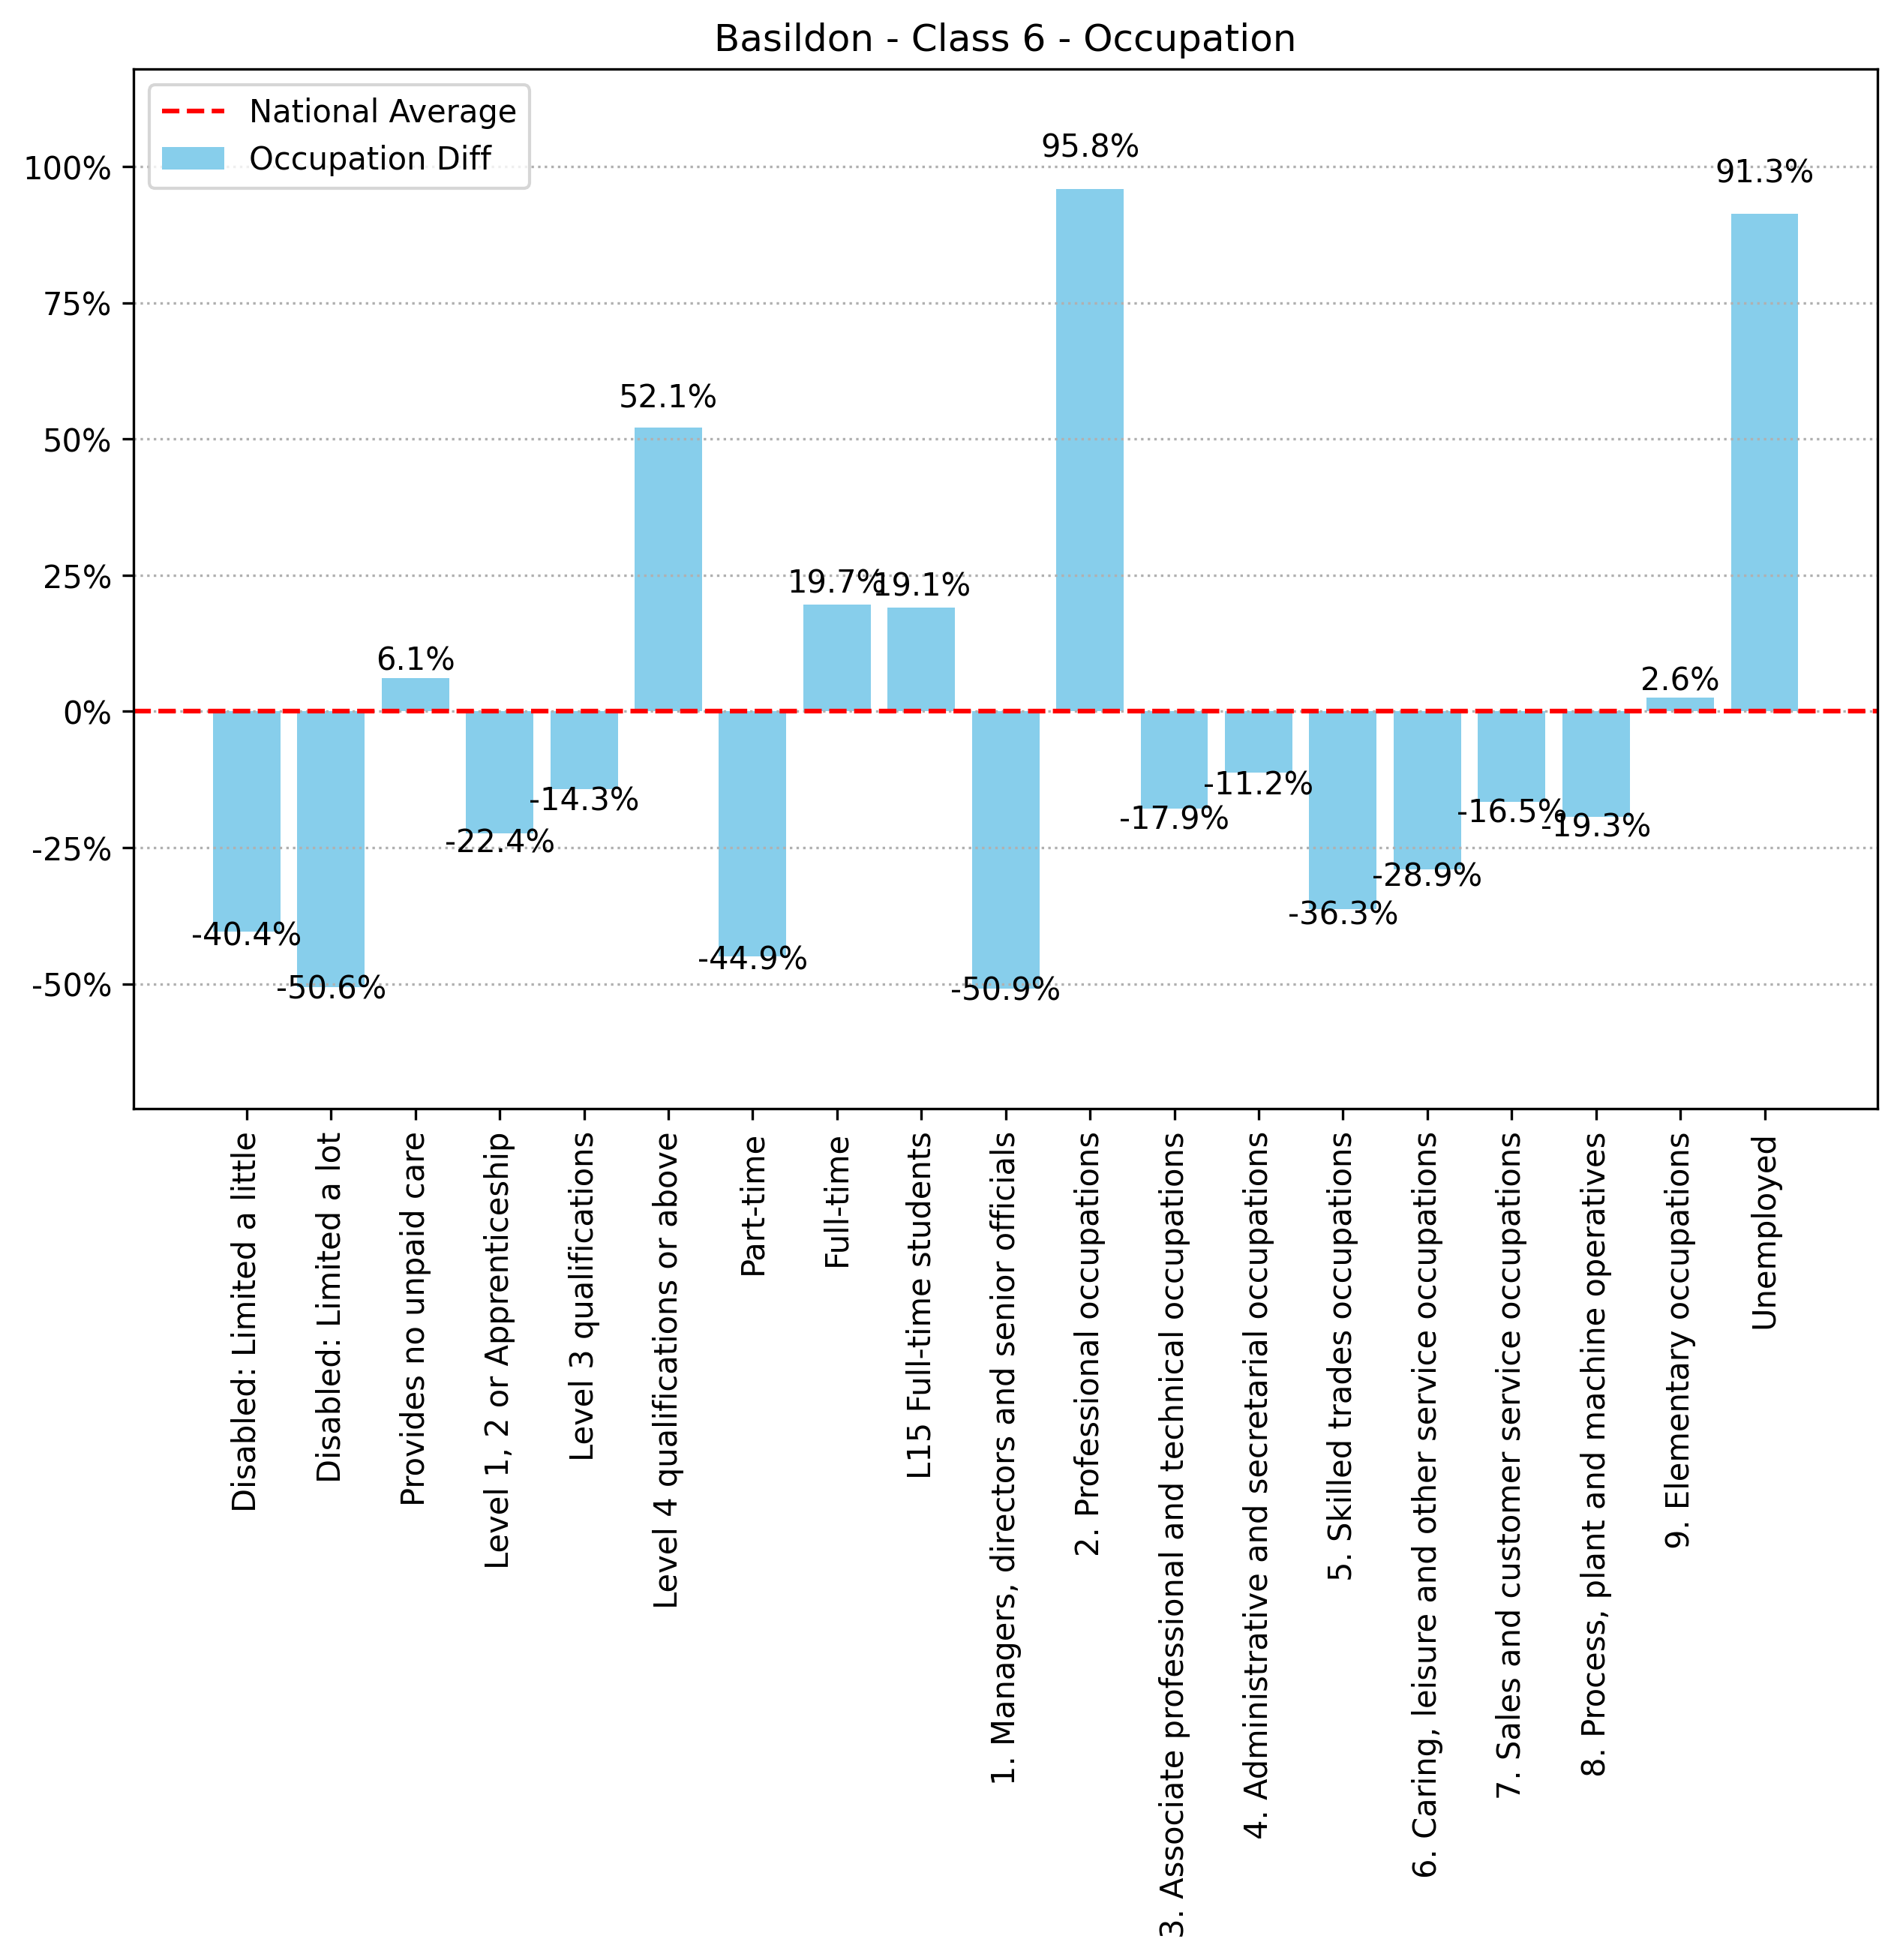 Basildon - Class 6 - Occupation
National Average
Occupation Diff
100%
75%
50%
25%
0%
-25%
-50%
-40.4%
-50.6%
6.1%
-22.4%
-14.3%
52.1%
-44.9%
19.7%
19.1%
-50.9%
95.8%
-17.9%
-11.2%
-36.3%
-28.9%
-16.5%
-19.3%
2.6%
91.3%
Disabled: Limited a little
Disabled: Limited a lot
Provides no unpaid care
Level 1, 2 or Apprenticeship
Level 3 qualifications
Level 4 qualifications or above
Part-time
Full-time
L15 Full-time students
1. Managers, directors and senior officials
2. Professional occupations
3. Associate professional and technical occupations
4. Administrative and secretarial occupations
5. Skilled trades occupations
6. Caring, leisure and other service occupations
7. Sales and customer service occupations
8. Process, plant and machine operatives
9. Elementary occupations
Unemployed